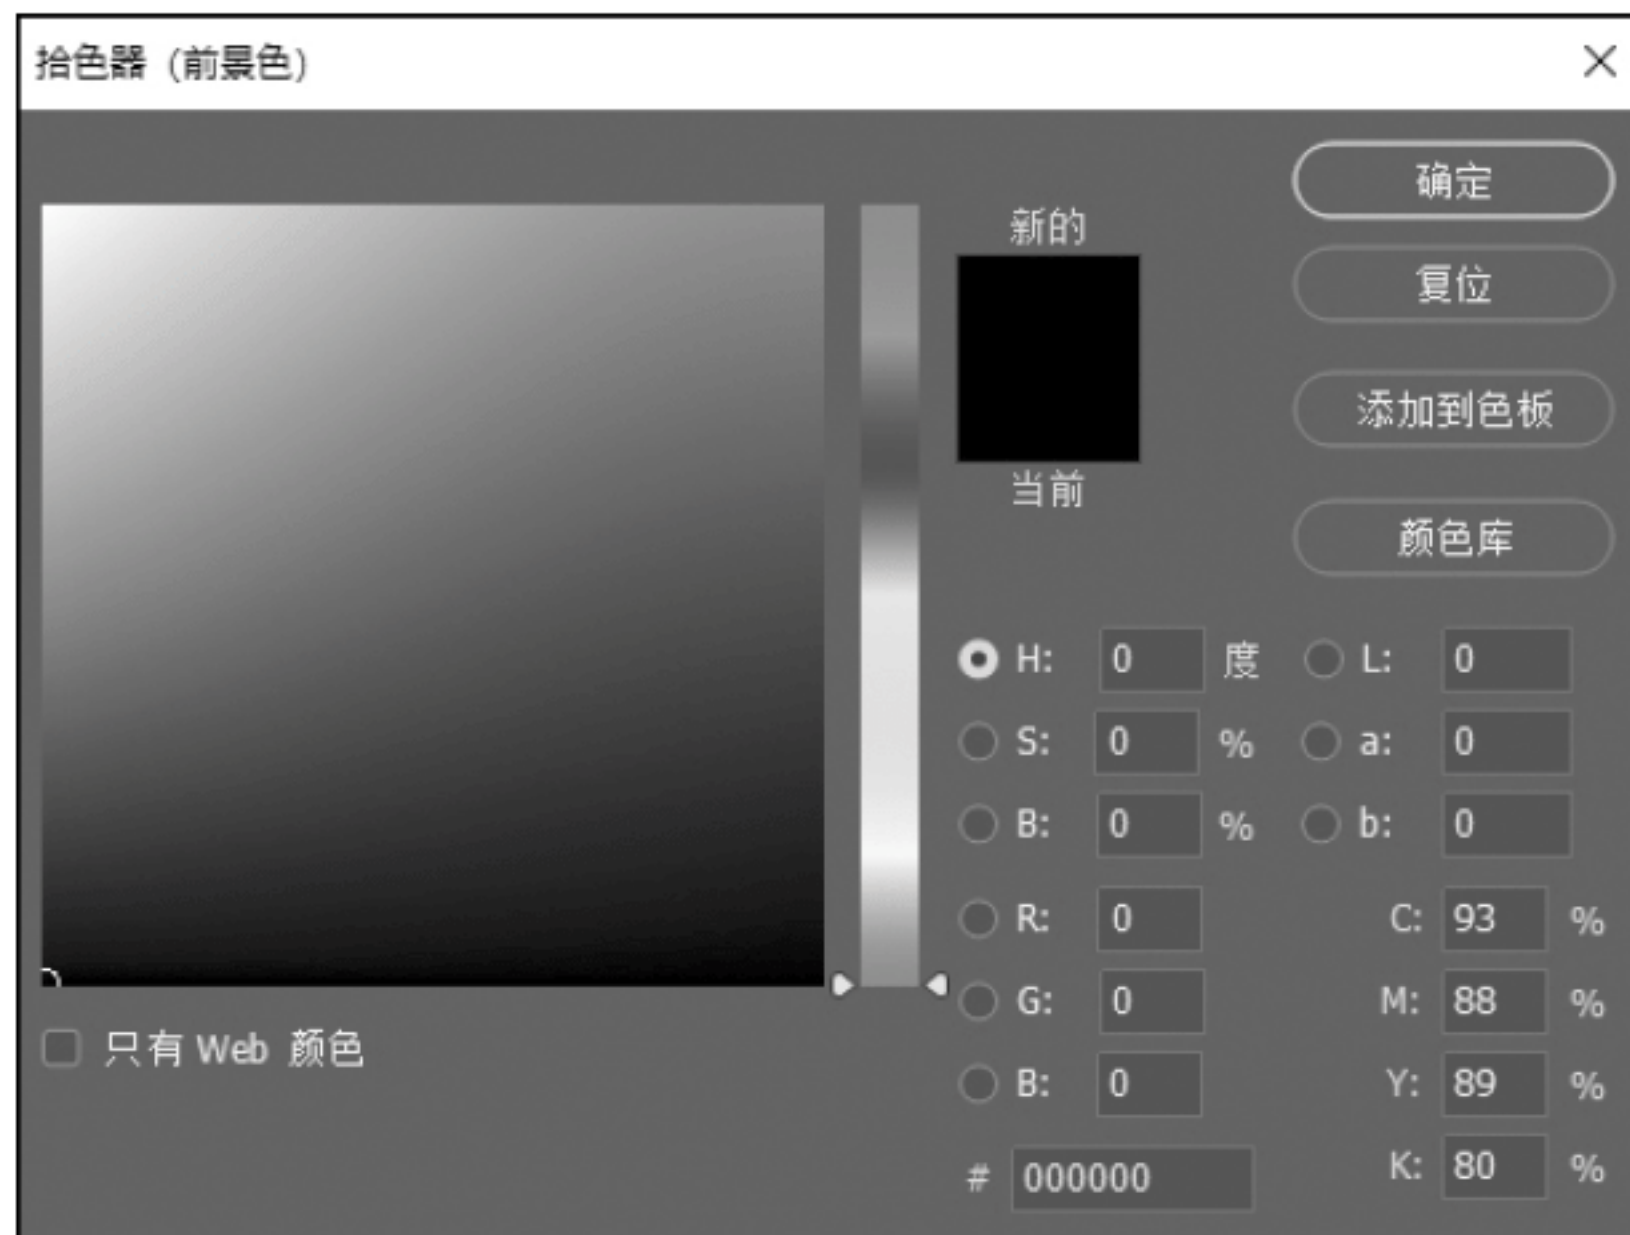 拾色器（前景色）
确定
新的
复位
添加到色板
当前
颜色库
H: 0 度 L: 0
S: 0 % a: 0
B: 0 % b: 0
R: 0 C: 93 %
G: 0 M: 88 %
只有 Web 颜色
B: 0 Y: 89 %
# 000000 K: 80 %